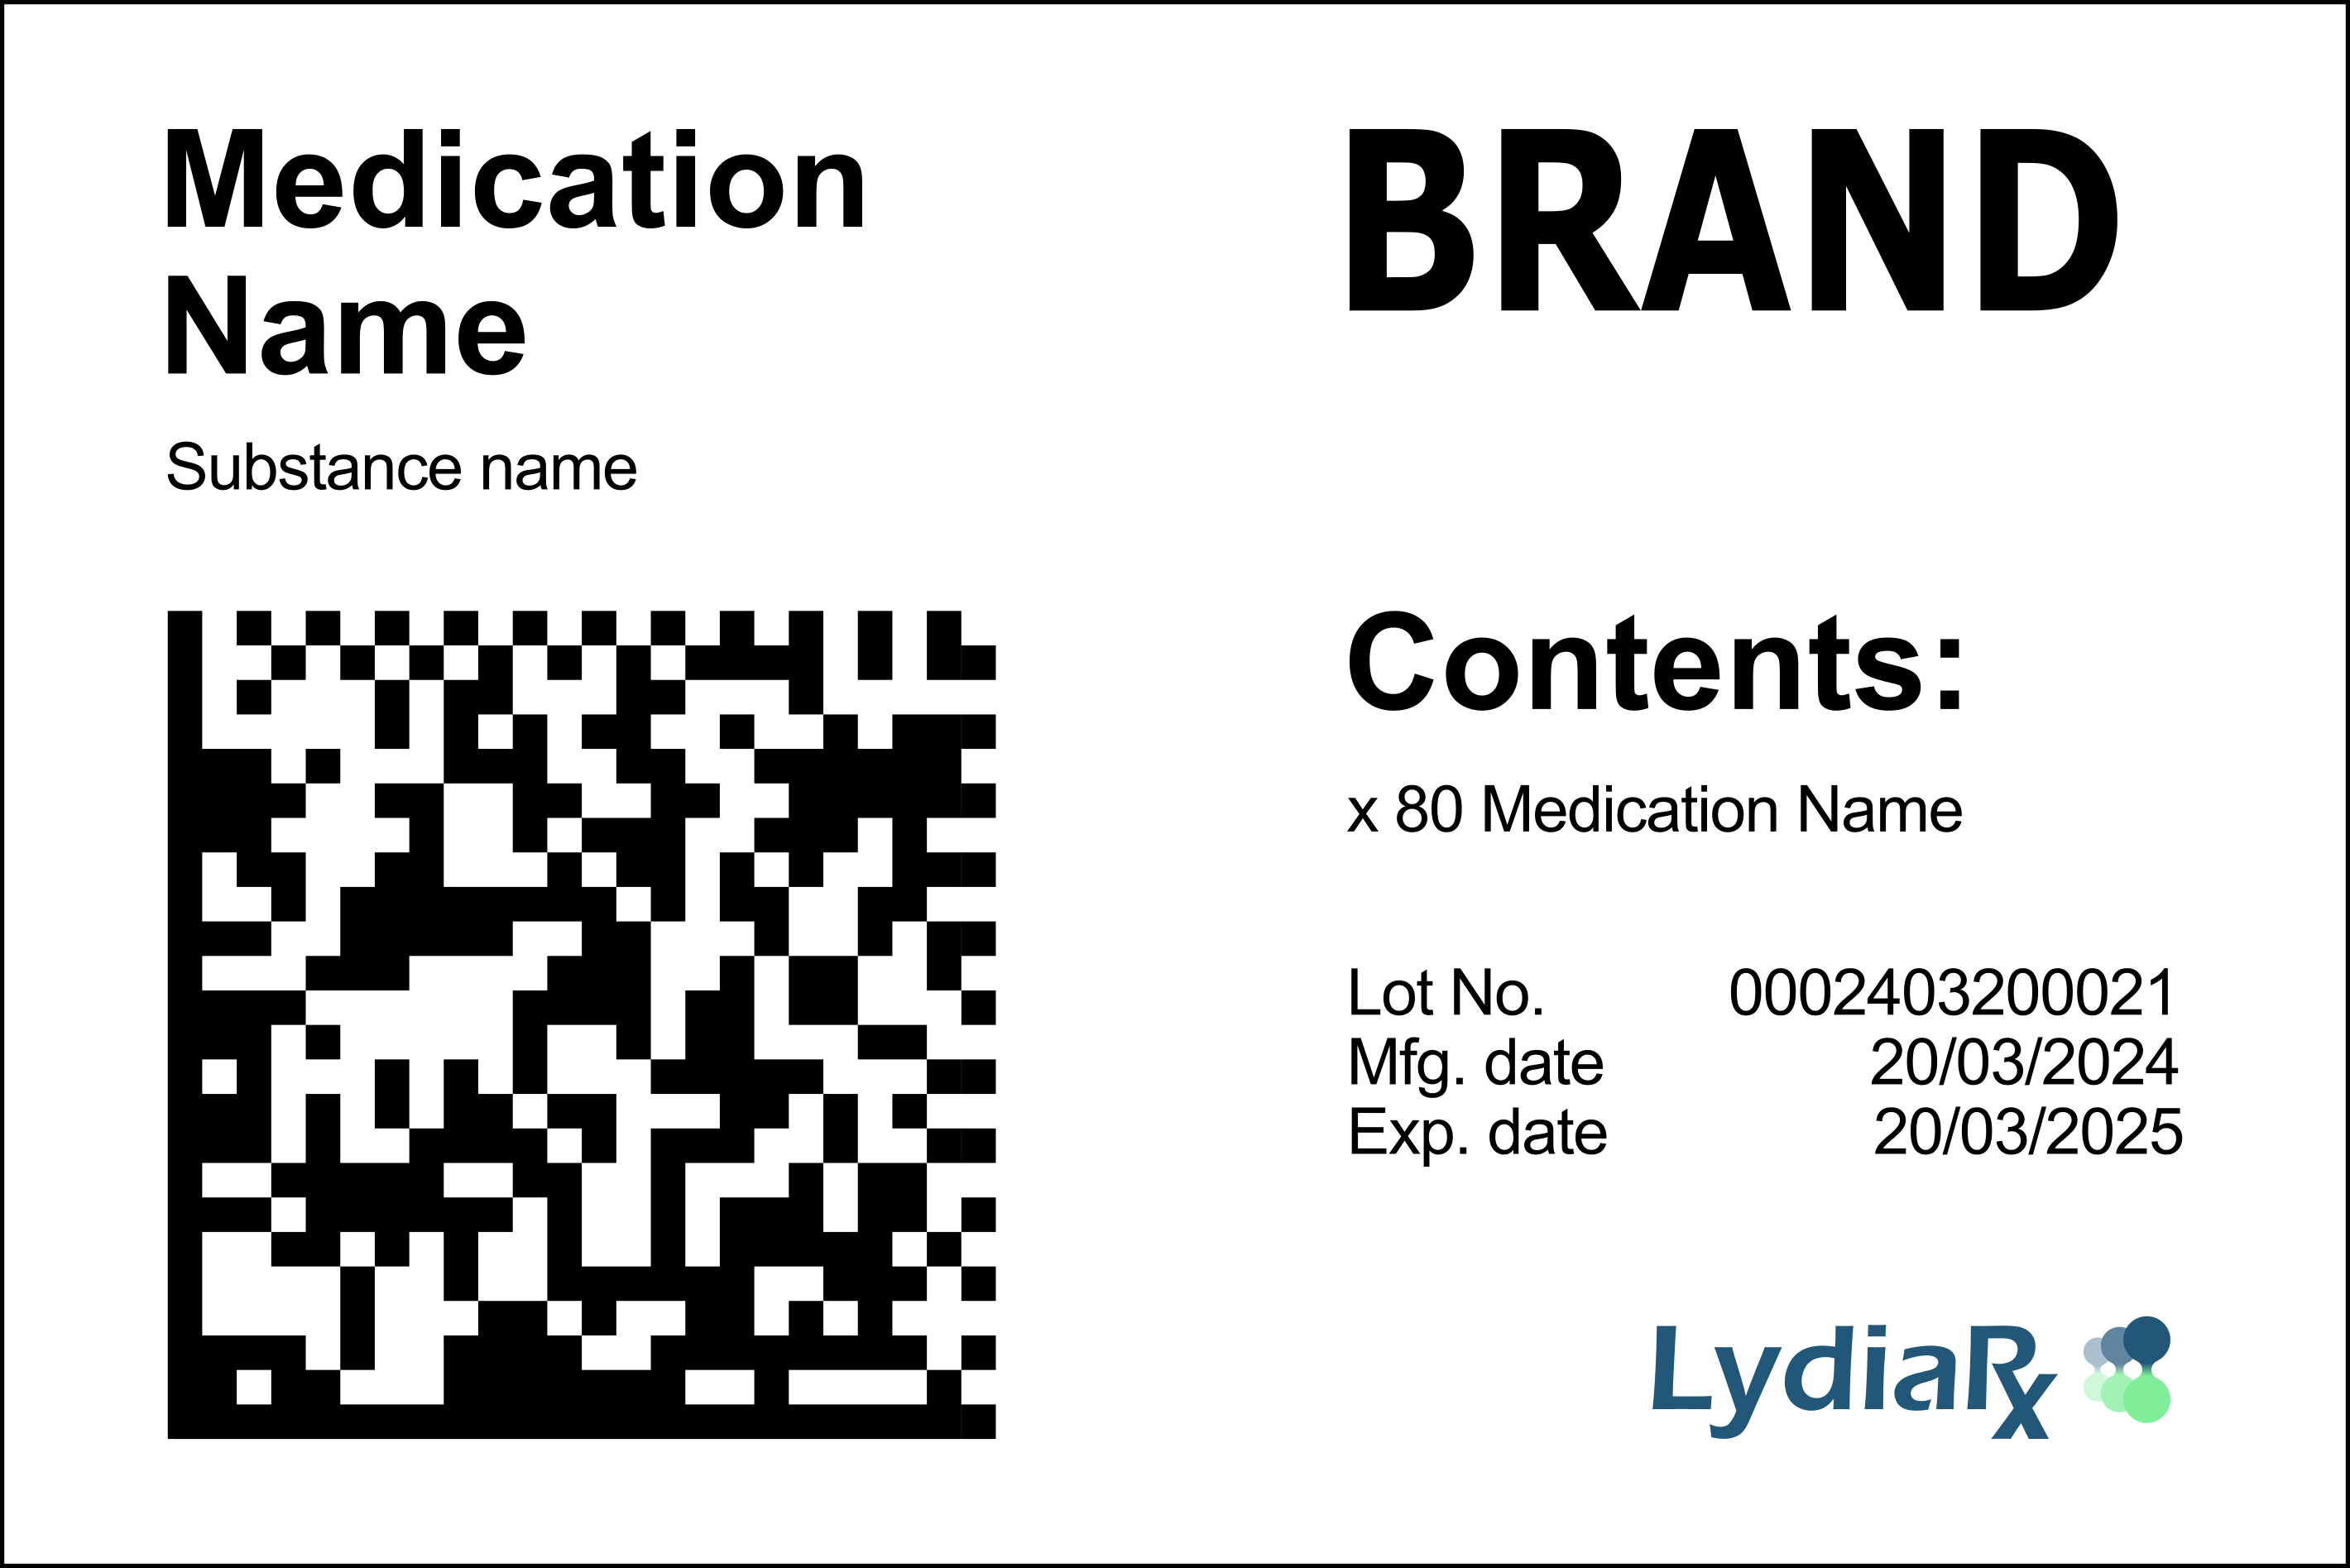 Medication
Name
Substance name
BRAND
Contents:
x 80 Medication Name
Lot No. 0002403200021
Mfg. date 20/03/2024
Exp. date 20/03/2025
LydiaRx